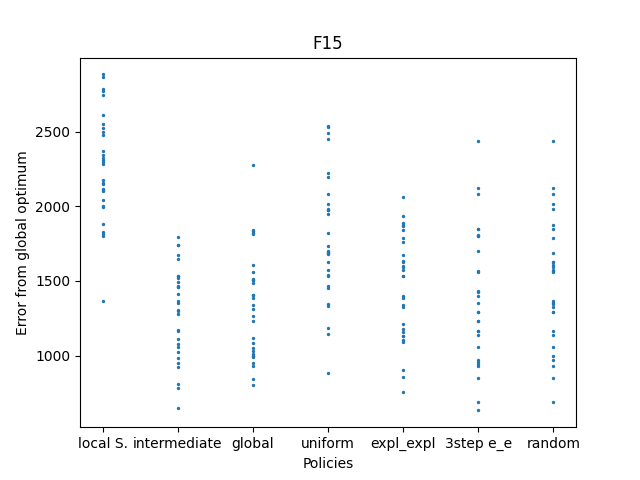 F15
Error from global optimum
2500
2000
1500
1000
local S. intermediate global uniform expl_expl 3step e_e random
Policies